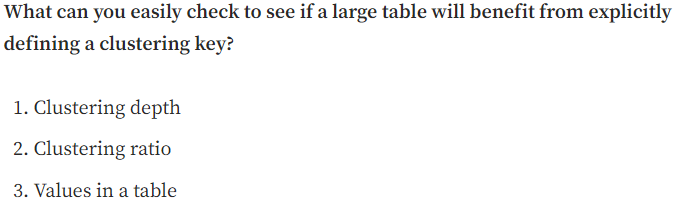 What can you easily check to see if a large table will benefit from explicitly
defining a clustering key?
1. Clustering depth
2. Clustering ratio
3. Values in a table